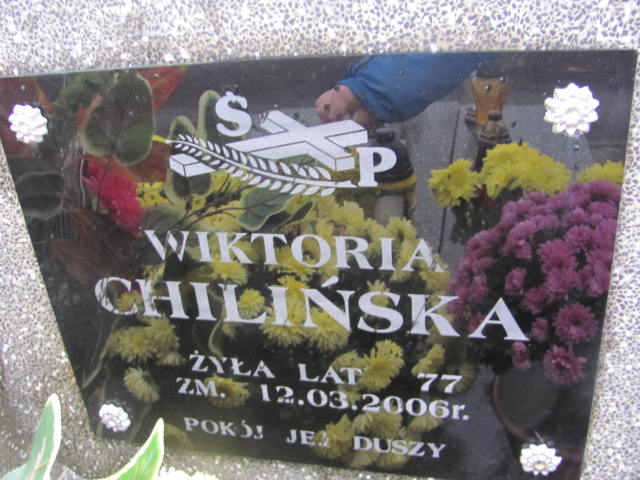 Ś P
WIKTORIA
CHILIŃSKA
ŻYŁA LAT 77
ZM. 12.03.2006r.
POKÓJ JEJ DUSZY